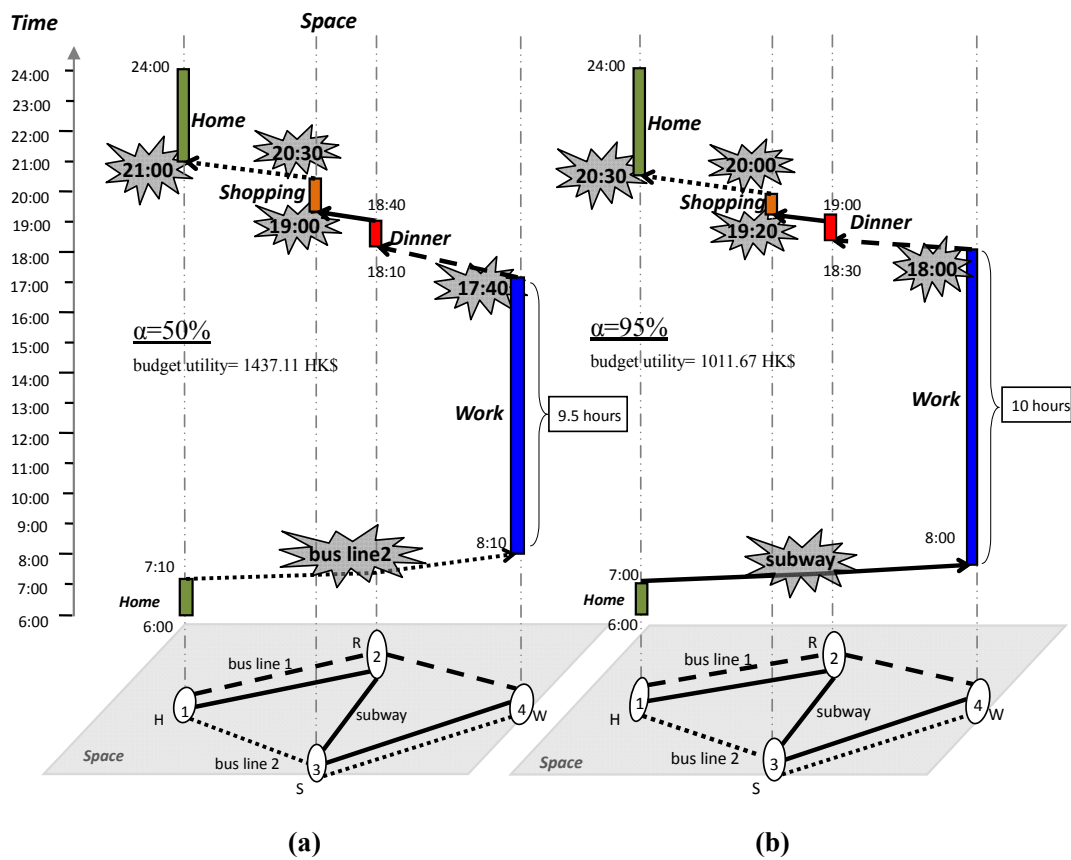 Time
Space
24:00
23:00
22:00
21:00
20:00
19:00
18:00
17:00
16:00
15:00
14:00
13:00
12:00
11:00
10:00
9:00
8:00
7:00
6:00
24:00
Home
21:00
20:30
Shopping
19:00
18:40
Dinner
18:10
17:40
α=50%
budget utility= 1437.11 HK$
Work
9.5 hours
bus line2
8:10
7:10
Home
6:00
R
2
bus line 1
1
H
subway
4
W
3
S
bus line 2
Space
(a)
24:00
Home
20:30
20:00
Shopping
19:20
19:00
Dinner
18:30
18:00
α=95%
budget utility= 1011.67 HK$
Work
10 hours
subway
8:00
7:00
Home
6:00
R
2
bus line 1
1
H
subway
4
W
3
S
bus line 2
Space
(b)